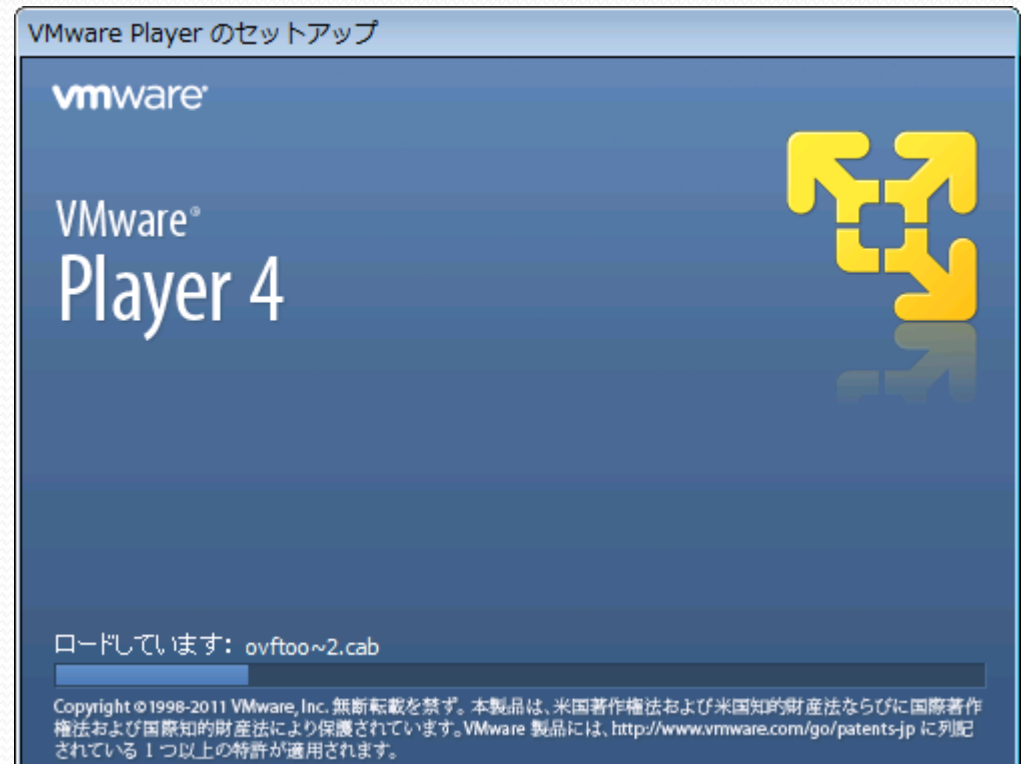 VMware Player のセットアップ
vmware®
VMware®
Player 4
ロードしています: ovftoo~2.cab
Copyright © 1998-2011 VMware, Inc. 無断転載を禁ず。本製品は、米国著作権法および米国知的財産法ならびに国際著作
権法および国際知的財産法により保護されています。VMware 製品には、http://www.vmware.com/go/patents-jp に列記
されている 1 つ以上の特許が適用されます。